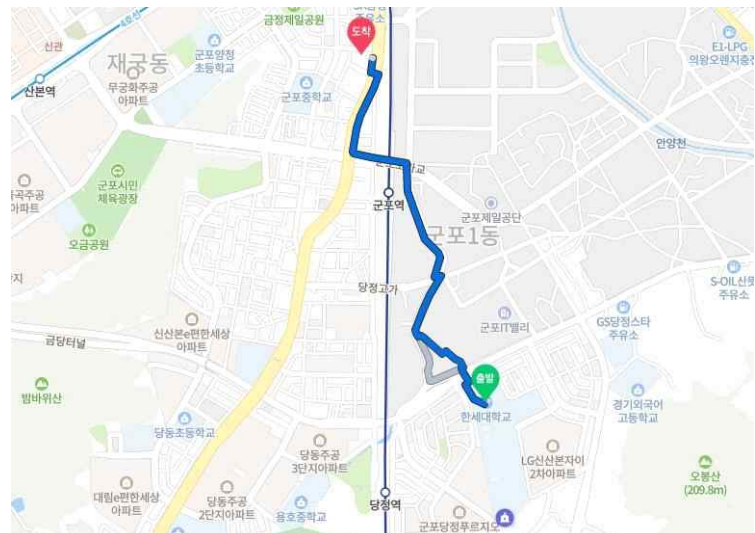 금정제일공원
주유소
4호선
신관
도착
군포양정
초등학교
E1-LPG
의왕오렌지충전
재궁동
산본역
무궁화주공
아파트
군포중학교
안양천
군포시민
체육광장
군포역
군포제일공단
오금공원
군포1동
당정고가
S-OIL산뜻
주유소
신산본e편한세상
아파트
군포IT밸리
GS당정스타
주유소
금당터널
출발
밤바위산
한세대학교
경기외국어
고등학교
당동초등학교
당동주공
3단지아파트
LG신산본자이
2차아파트
오봉산
(209.8m)
대림e편한세상
아파트
당동주공
2단지아파트
당정역
용호중학교
군포당정푸르지오